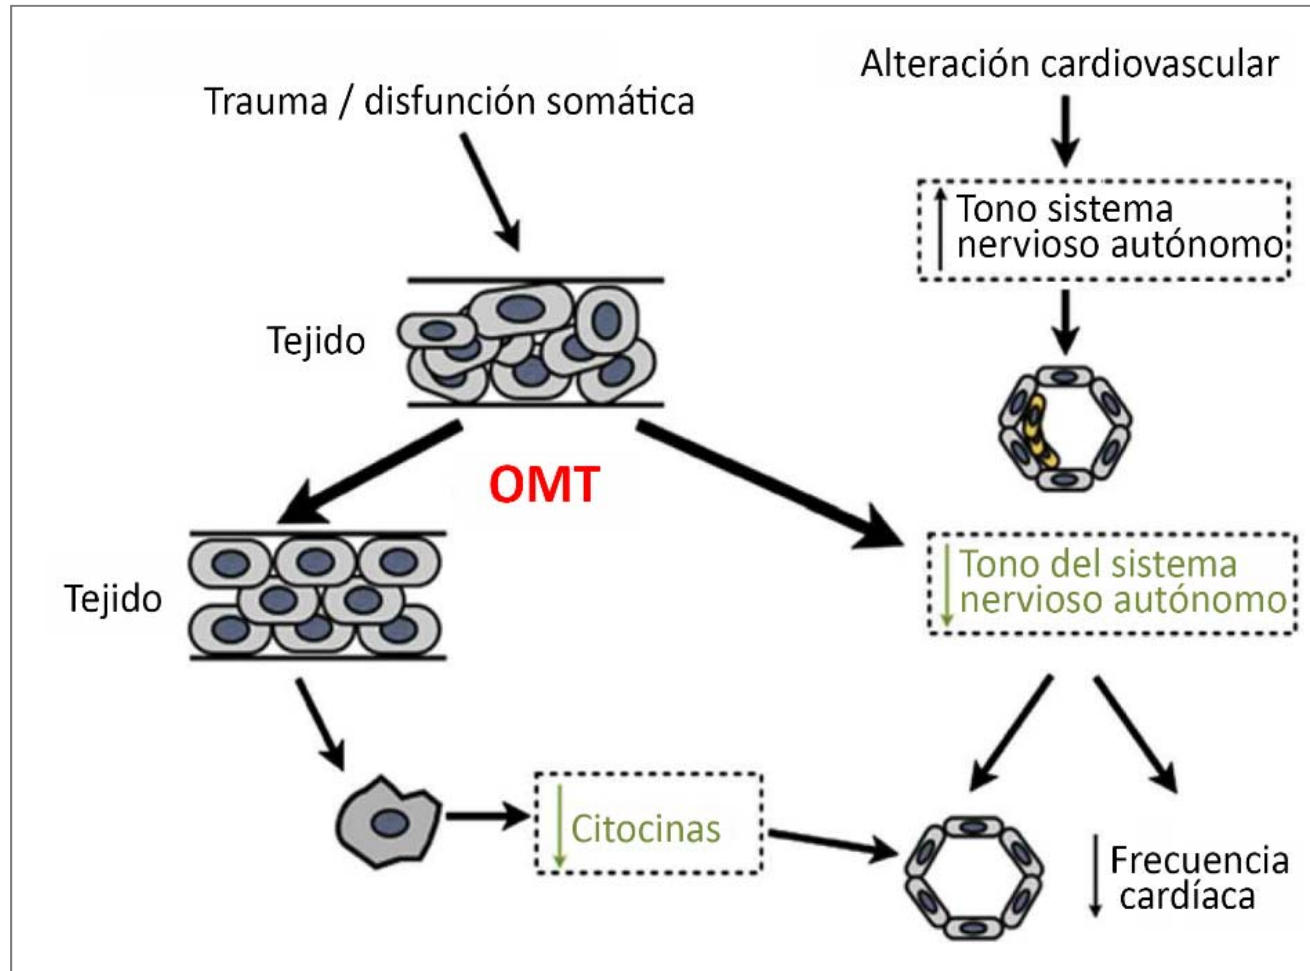 Alteración cardiovascular
Trauma / disfunción somática
Tono sistema
nervioso autónomo
Tejido
OMT
Tono del sistema
nervioso autónomo
Tejido
Citocinas
Frecuencia
cardíaca